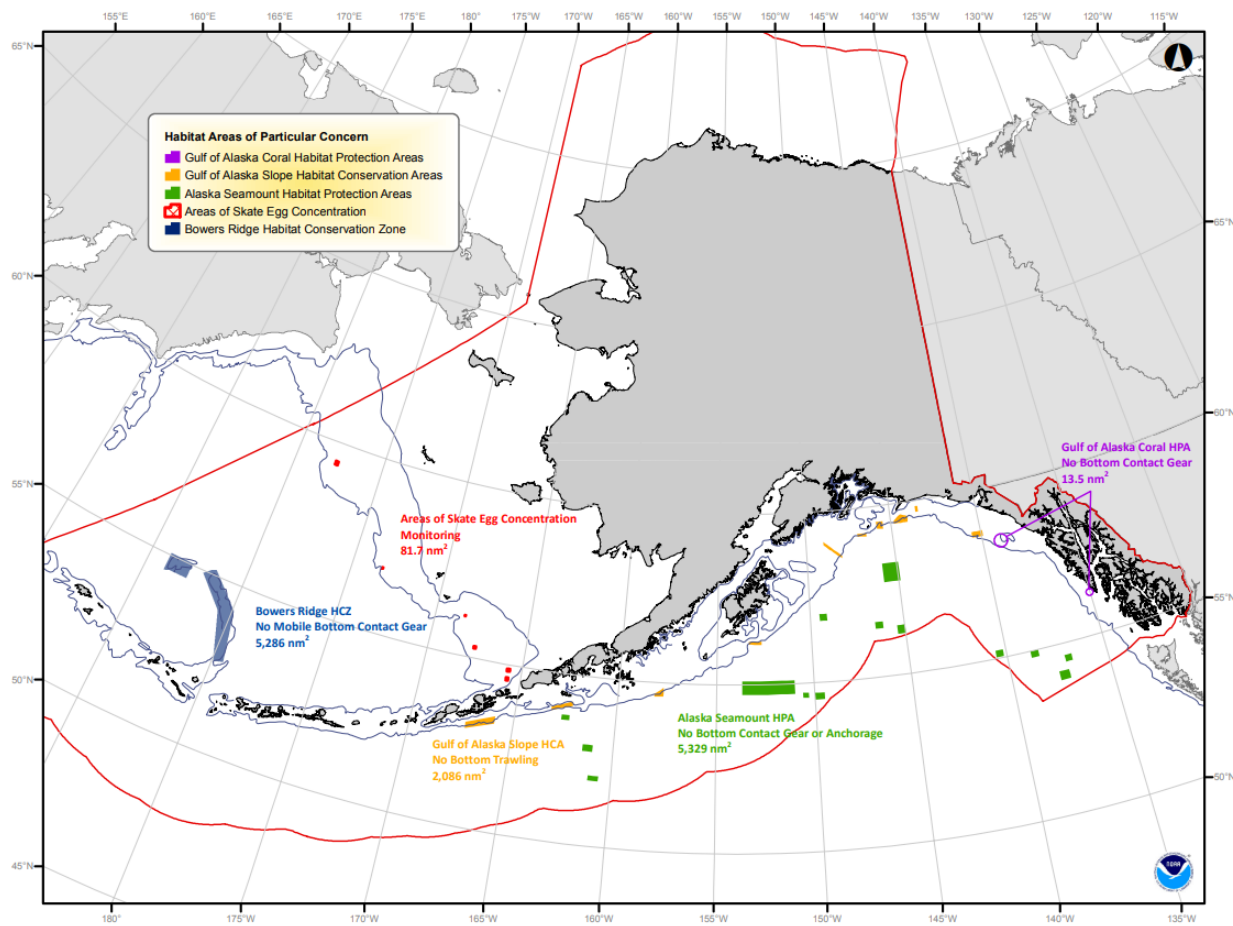 155°E 160°E 165°E 170°E 175°E 180° 175°W 170°W 165°W 160°W 155°W 150°W 145°W 140°W 135°W 130°W 125°W 120°W 115°W
65°N
Habitat Areas of Particular Concern
Gulf of Alaska Coral Habitat Protection Areas
Gulf of Alaska Slope Habitat Conservation Areas
Alaska Seamount Habitat Protection Areas
Areas of Skate Egg Concentration
Bowers Ridge Habitat Conservation Zone
65°N
60°N
60°N
Gulf of Alaska Coral HPA
No Bottom Contact Gear
13.5 nm²
55°N
Areas of Skate Egg Concentration
Monitoring
81.7 nm²
55°N
Bowers Ridge HCZ
No Mobile Bottom Contact Gear
5,286 nm²
50°N
Alaska Seamount HPA
No Bottom Contact Gear or Anchorage
5,329 nm²
Gulf of Alaska Slope HCA
No Bottom Trawling
2,086 nm²
50°N
45°N
NOAA
180° 175°W 170°W 165°W 160°W 155°W 150°W 145°W 140°W 135°W